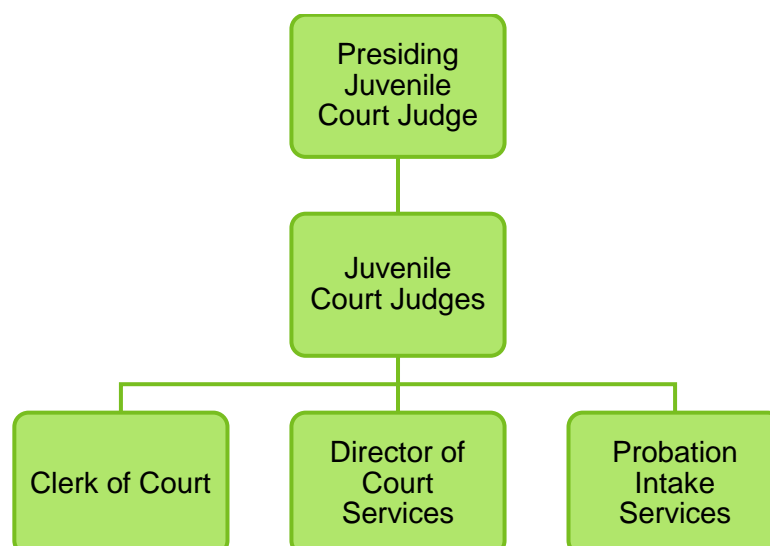 Presiding
Juvenile
Court Judge
Juvenile
Court Judges
Clerk of Court
Director of
Court
Services
Probation
Intake
Services